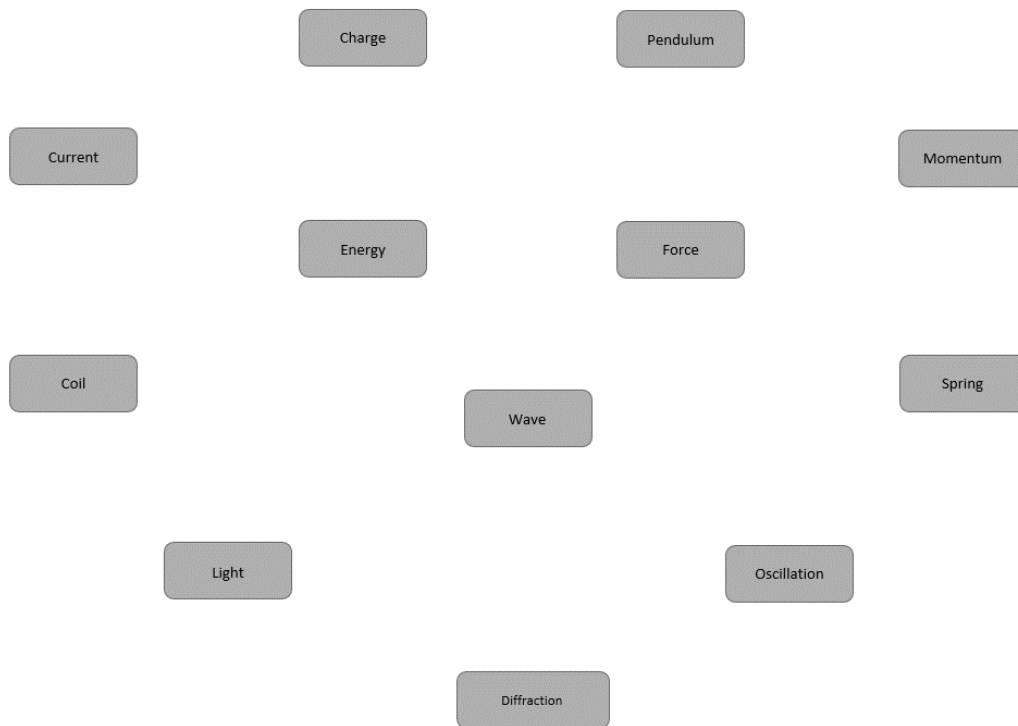 Charge
Pendulum
Current
Momentum
Energy
Force
Coil
Spring
Wave
Light
Oscillation
Diffraction